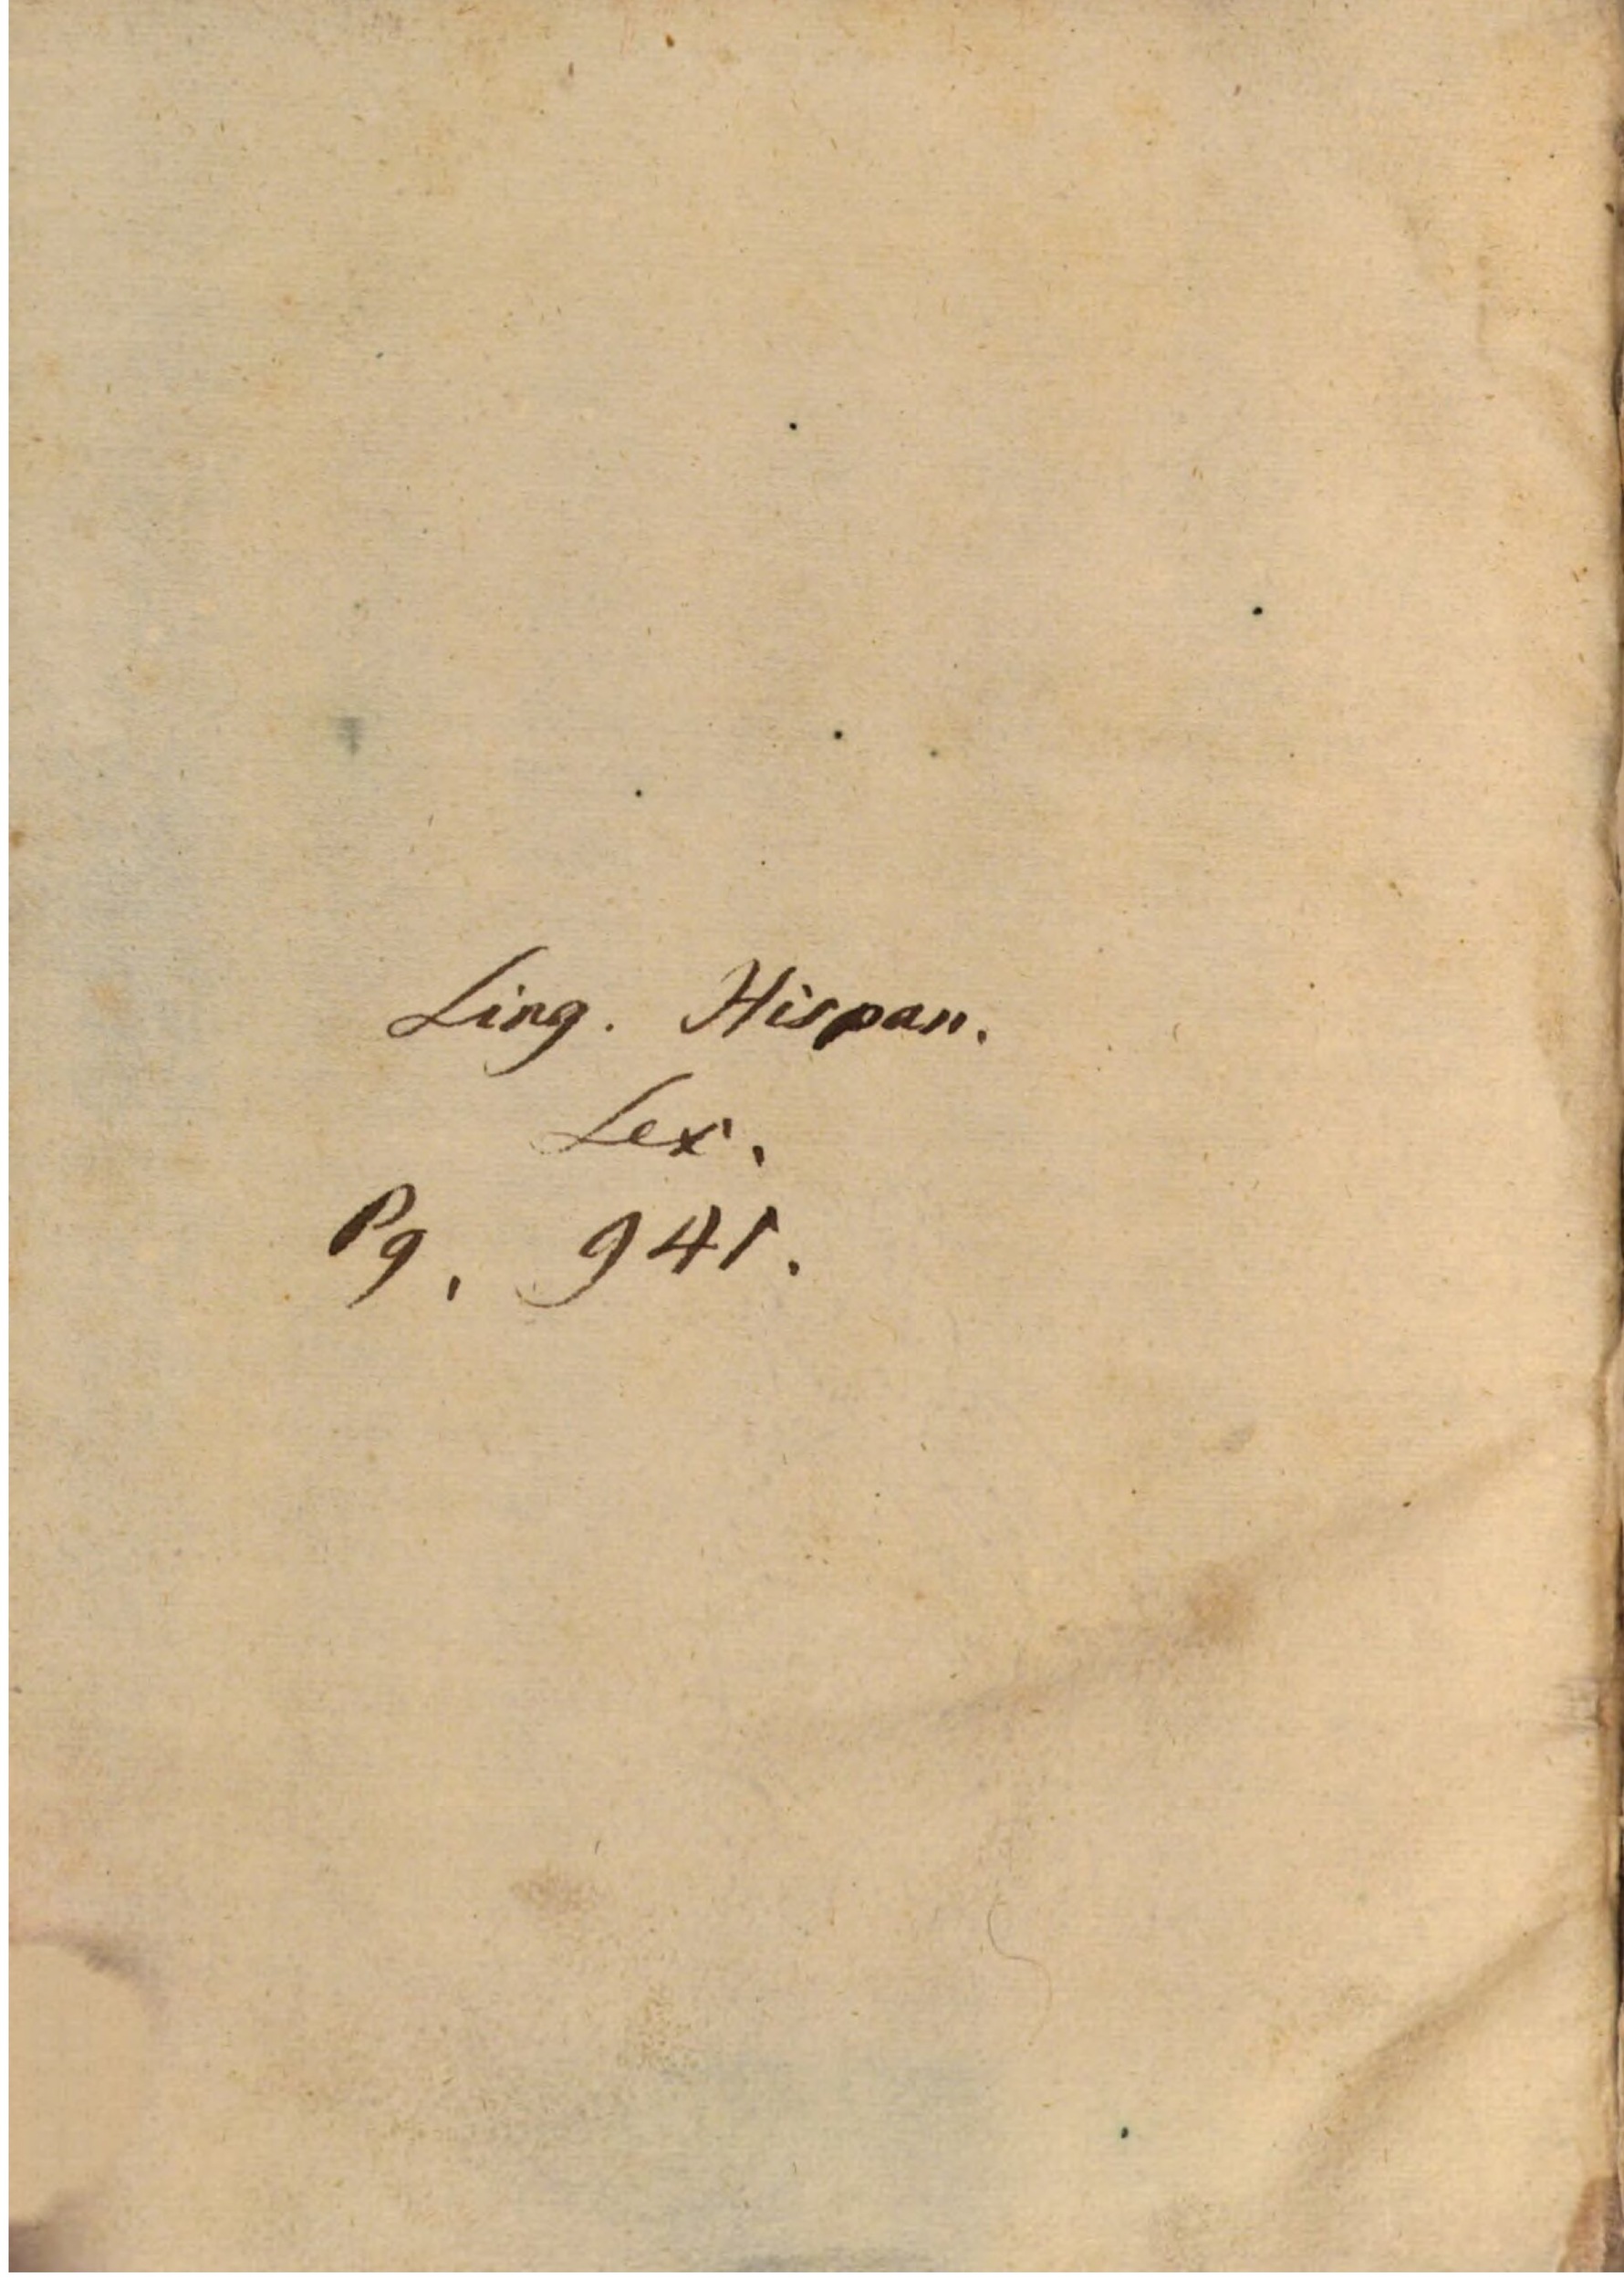 Ling. Hispan.
Lex.
Pg. 941.